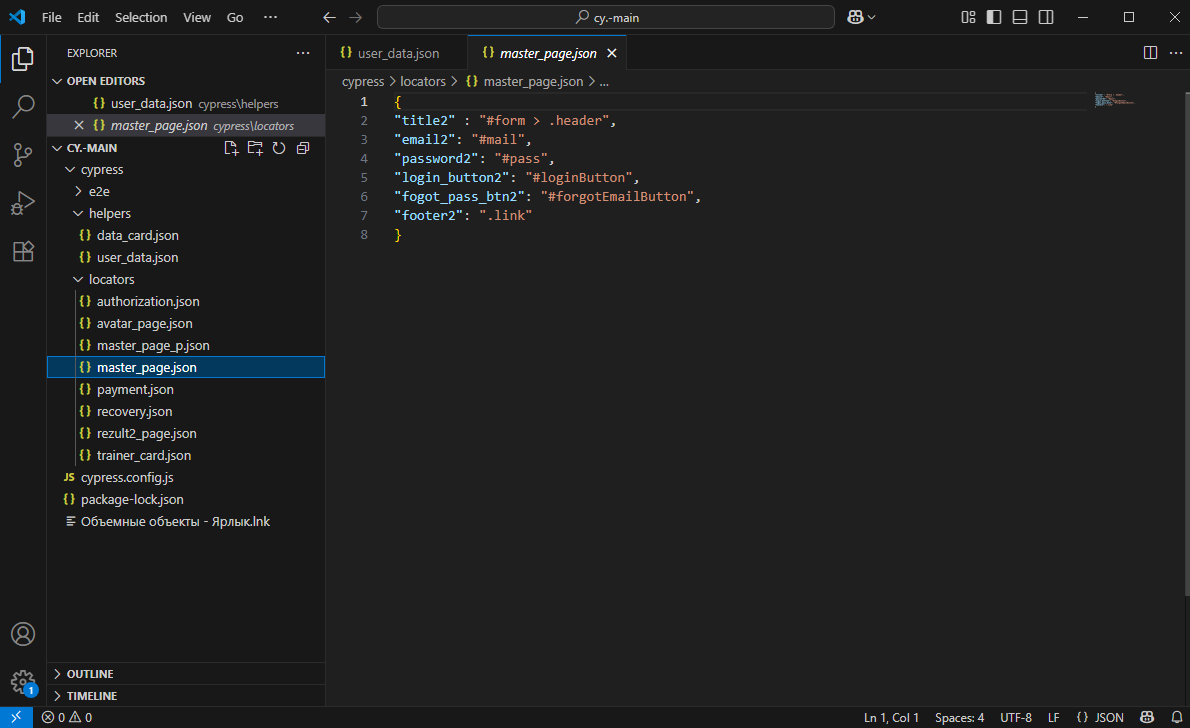 File Edit Selection View Go ···
cy.-main
EXPLORER ···
OPEN EDITORS
user_data.json cypress\helpers
master_page.json cypress\locators
CY.-MAIN
cypress
e2e
helpers
data_card.json
user_data.json
locators
authorization.json
avatar_page.json
master_page_p.json
master_page.json
payment.json
recovery.json
rezult2_page.json
trainer_card.json
JS cypress.config.js
package-lock.json
Объемные объекты - Ярлык.lnk
OUTLINE
TIMELINE
{} user_data.json {} master_page.json
cypress > locators > {} master_page.json > ...
1 {
2 "title2" : "#form > .header",
3 "email2": "#mail",
4 "password2": "#pass",
5 "login_button2": "#loginButton",
6 "fogot_pass_btn2": "#forgotEmailButton",
7 "footer2": ".link"
8 }
1
0 0 Ln 1, Col 1 Spaces: 4 UTF-8 LF {} JSON